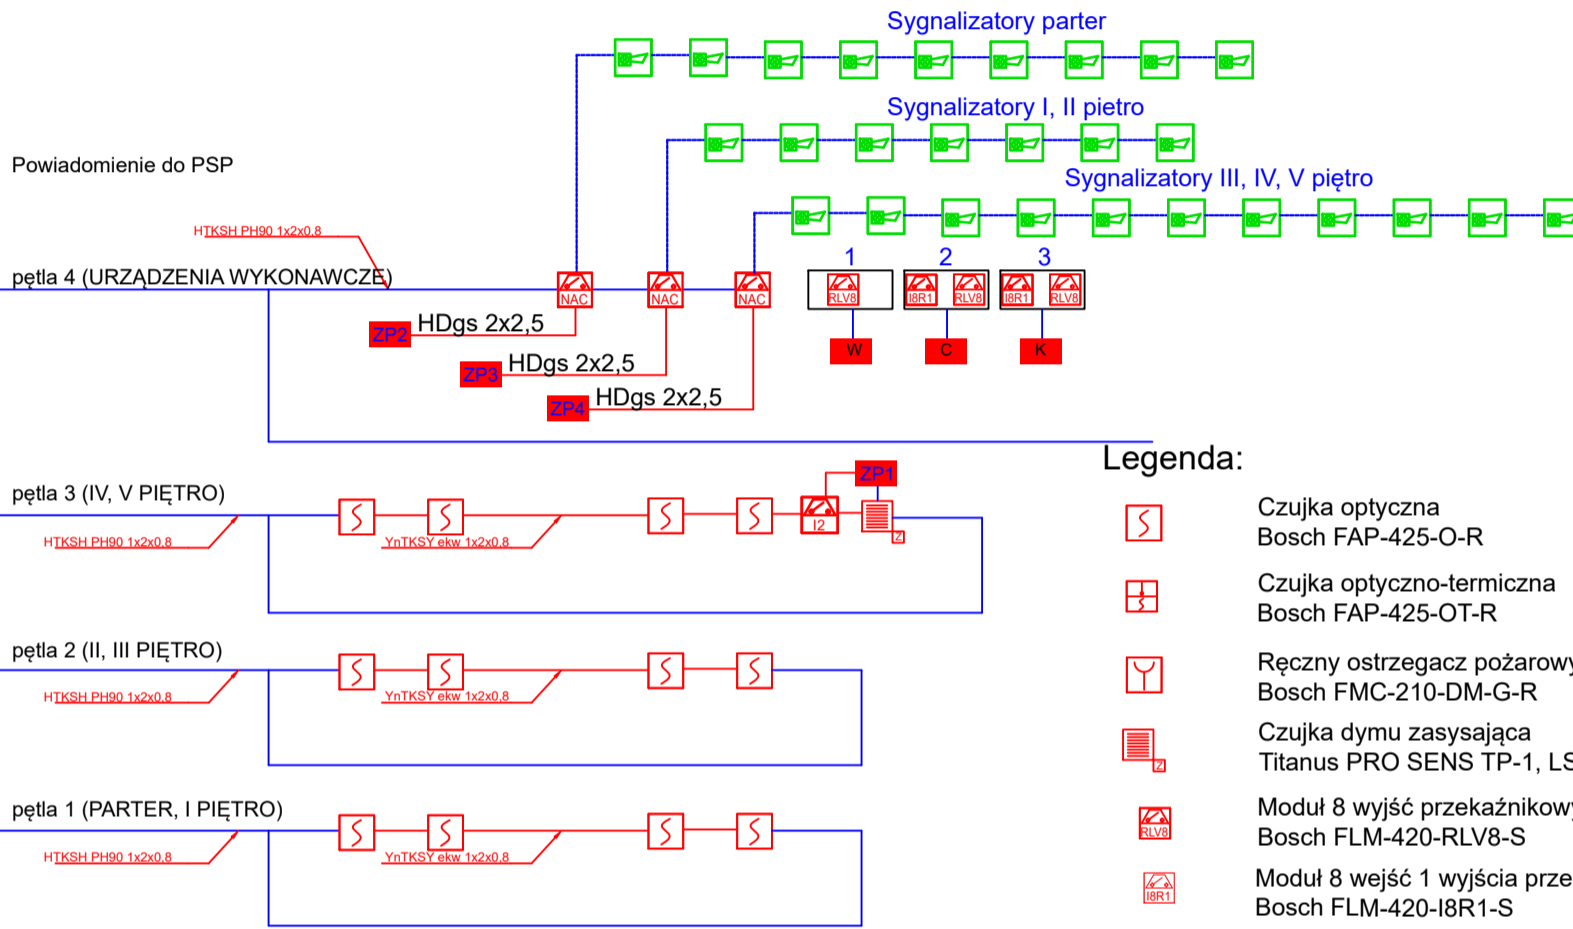 Sygnalizatory parter
Sygnalizatory I, II pietro
Powiadomienie do PSP
Sygnalizatory III, IV, V piętro
HTKSH PH90 1x2x0.8
pętla 4 (URZĄDZENIA WYKONAWCZE)
1 2 3
NAC NAC NAC RLV8 I8R1 RLV8 I8R1 RLV8
ZP2 HDgs 2x2,5
W C K
ZP3 HDgs 2x2,5
ZP4 HDgs 2x2,5
Legenda:
pętla 3 (IV, V PIĘTRO)
ZP1
I2
Z
HTKSH PH90 1x2x0.8
YnTKSY ekw 1x2x0,8
Czujka optyczna
Bosch FAP-425-O-R
Czujka optyczno-termiczna
Bosch FAP-425-OT-R
pętla 2 (II, III PIĘTRO)
HTKSH PH90 1x2x0.8
YnTKSY ekw 1x2x0,8
Ręczny ostrzegacz pożarowy
Bosch FMC-210-DM-G-R
Czujka dymu zasysająca
Titanus PRO SENS TP-1, LS
Z
pętla 1 (PARTER, I PIĘTRO)
HTKSH PH90 1x2x0.8
YnTKSY ekw 1x2x0,8
Moduł 8 wyjść przekaźnikowy
Bosch FLM-420-RLV8-S
RLV8
Moduł 8 wejść 1 wyjścia prze
Bosch FLM-420-I8R1-S
I8R1